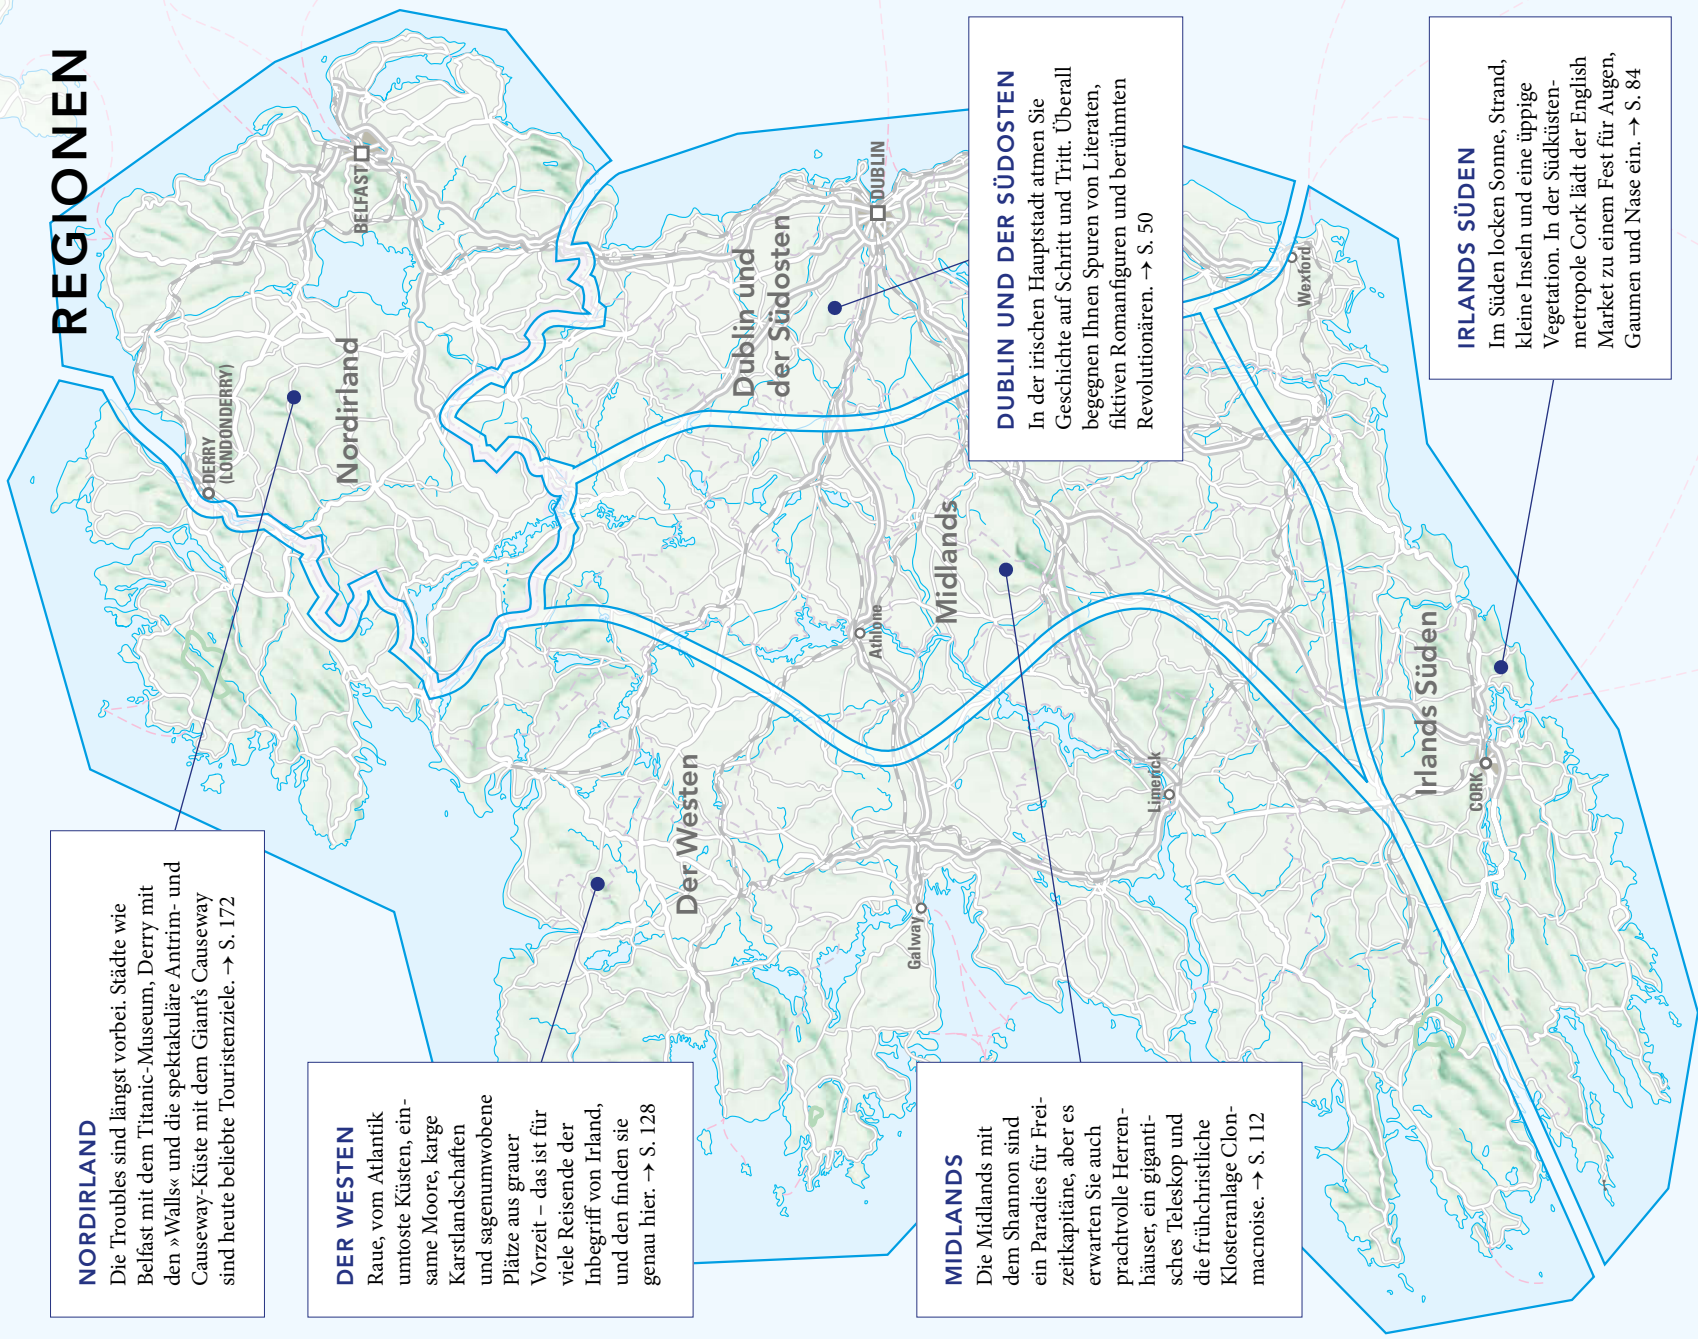 REGIONEN
NORDIRLAND
Die Troubles sind längst vorbei. Städte wie
Belfast mit dem Titanic-Museum, Derry mit
den »Walls« und die spektakuläre Antrim- und
Causeway-Küste mit dem Giant’s Causeway
sind heute beliebte Touristenziele. → S. 172
DER WESTEN
Raue, vom Atlantik
umtoste Küsten, ein-
same Moore, karge
Karstlandschaften
und sagenumwobene
Plätze aus grauer
Vorzeit – das ist für
viele Reisende der
Inbegriff von Irland,
und den finden sie
genau hier. → S. 128
MIDLANDS
Die Midlands mit
dem Shannon sind
ein Paradies für Frei-
zeitkapitäne, aber es
erwarten Sie auch
prachtvolle Herren-
häuser, ein giganti-
sches Teleskop und
die frühchristliche
Klosteranlage Clon-
macnoise. → S. 112
DUBLIN UND DER SÜDOSTEN
In der irischen Hauptstadt atmen Sie
Geschichte auf Schritt und Tritt. Überall
begegnen Ihnen Spuren von Literaten,
fiktiven Romanfiguren und berühmten
Revolutionären. → S. 50
IRLANDS SÜDEN
Im Süden locken Sonne, Strand,
kleine Inseln und eine üppige
Vegetation. In der Südküsten-
metropole Cork lädt der English
Market zu einem Fest für Augen,
Gaumen und Nase ein. → S. 84
DERRY
(LONDONDERRY)
Nordirland
BELFAST
Der Westen
Dublin und
der Südosten
DUBLIN
Athlone
Galway
Midlands
Limerick
Wexford
Irlands Süden
CORK